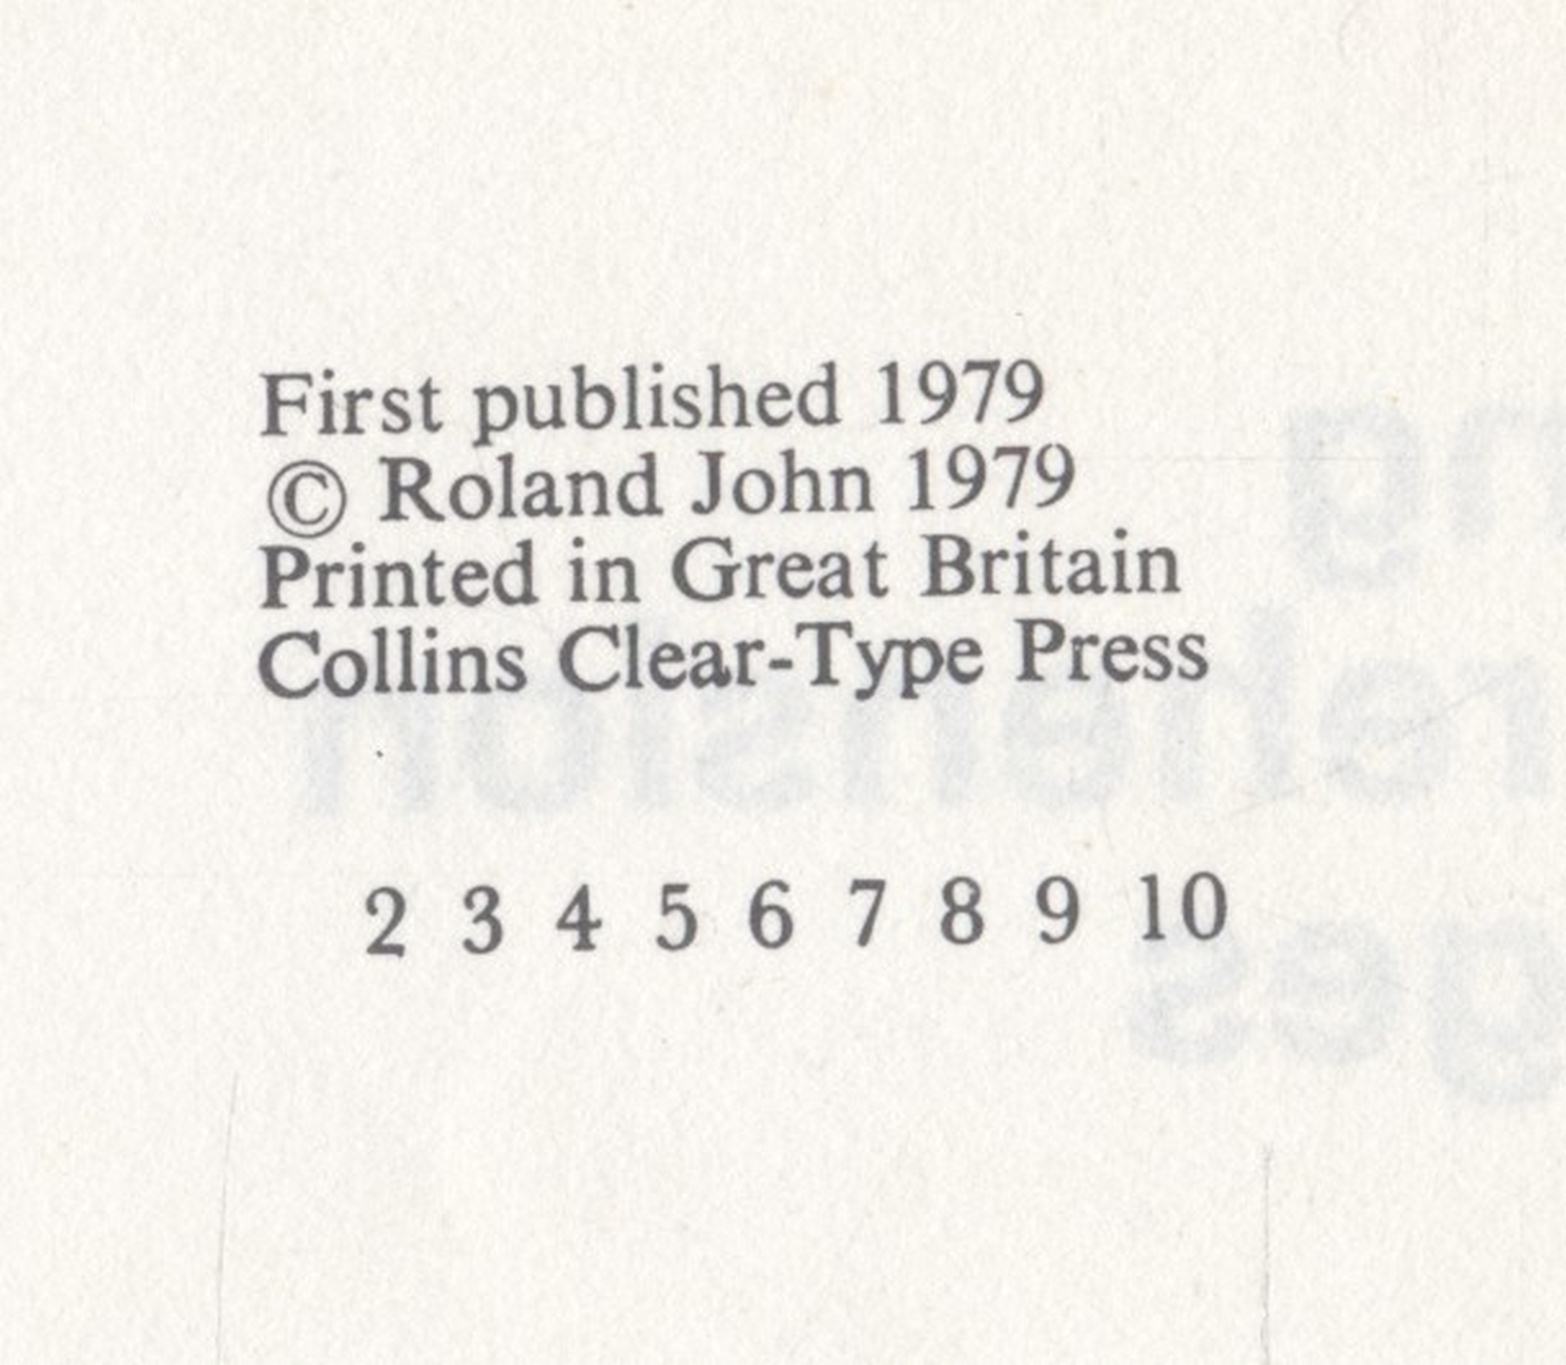 First published 1979
© Roland John 1979
Printed in Great Britain
Collins Clear-Type Press
2 3 4 5 6 7 8 9 10